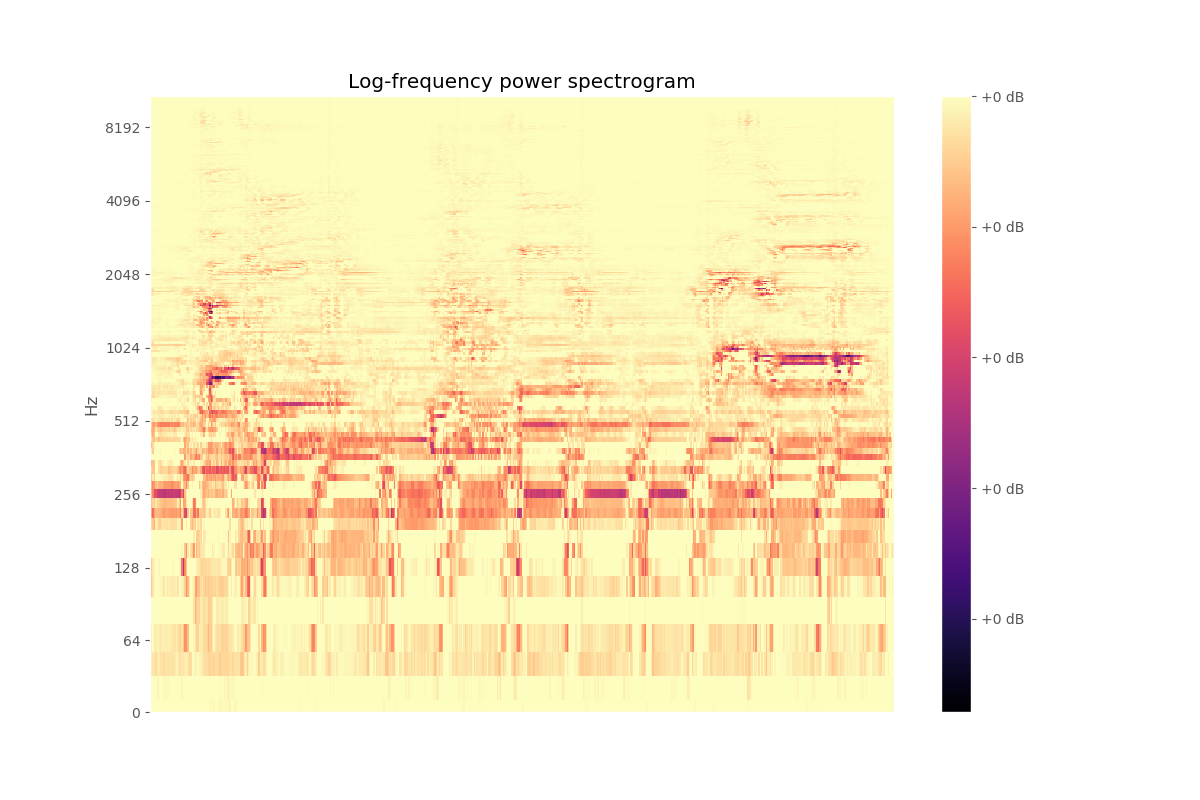 Log-frequency power spectrogram
8192
4096
2048
1024
512
256
128
64
0
Hz
+0 dB
+0 dB
+0 dB
+0 dB
+0 dB